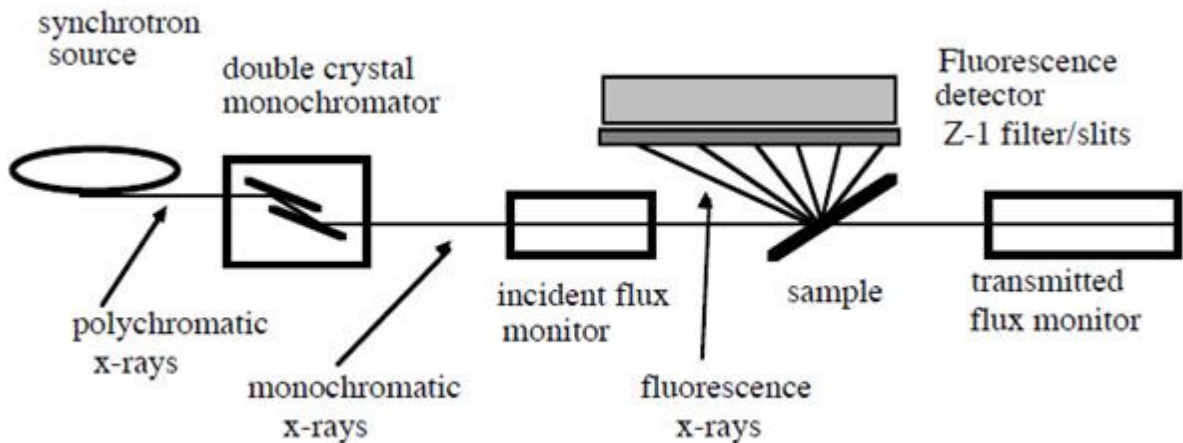 synchrotron
source
double crystal
monochromator
Fluorescence
detector
Z-1 filter/slits
polychromatic
x-rays
monochromatic
x-rays
incident flux
monitor
fluorescence
x-rays
sample
transmitted
flux monitor